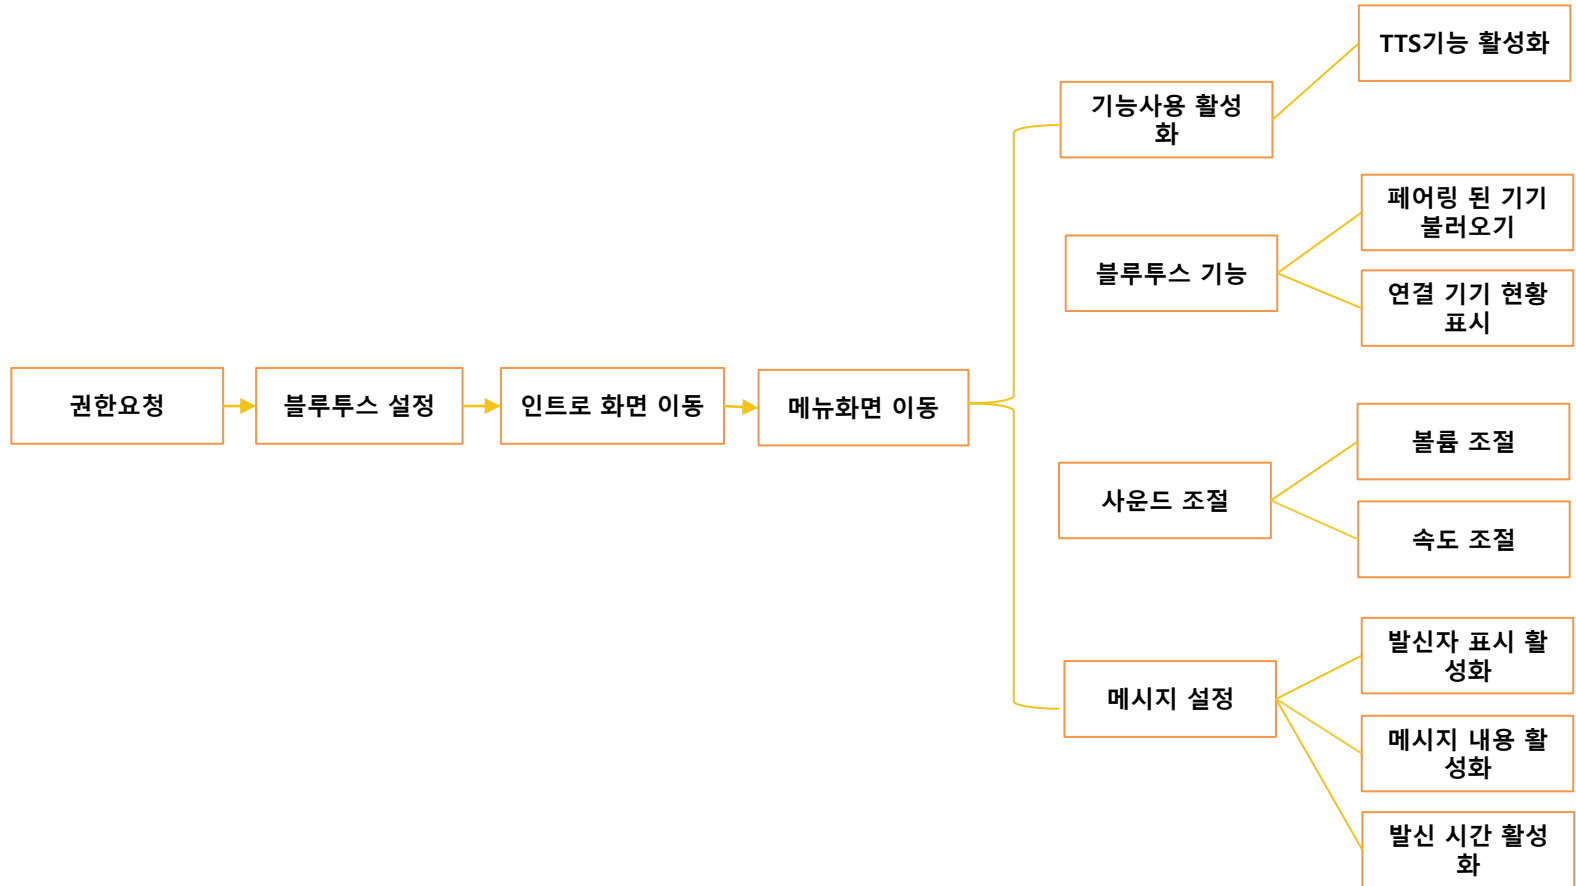 TTS기능 활성화
기능사용 활성
화
페어링 된 기기
불러오기
블루투스 기능
연결 기기 현황
표시
권한요청
블루투스 설정
인트로 화면 이동
메뉴화면 이동
볼륨 조절
사운드 조절
속도 조절
발신자 표시 활
성화
메시지 설정
메시지 내용 활
성화
발신 시간 활성
화